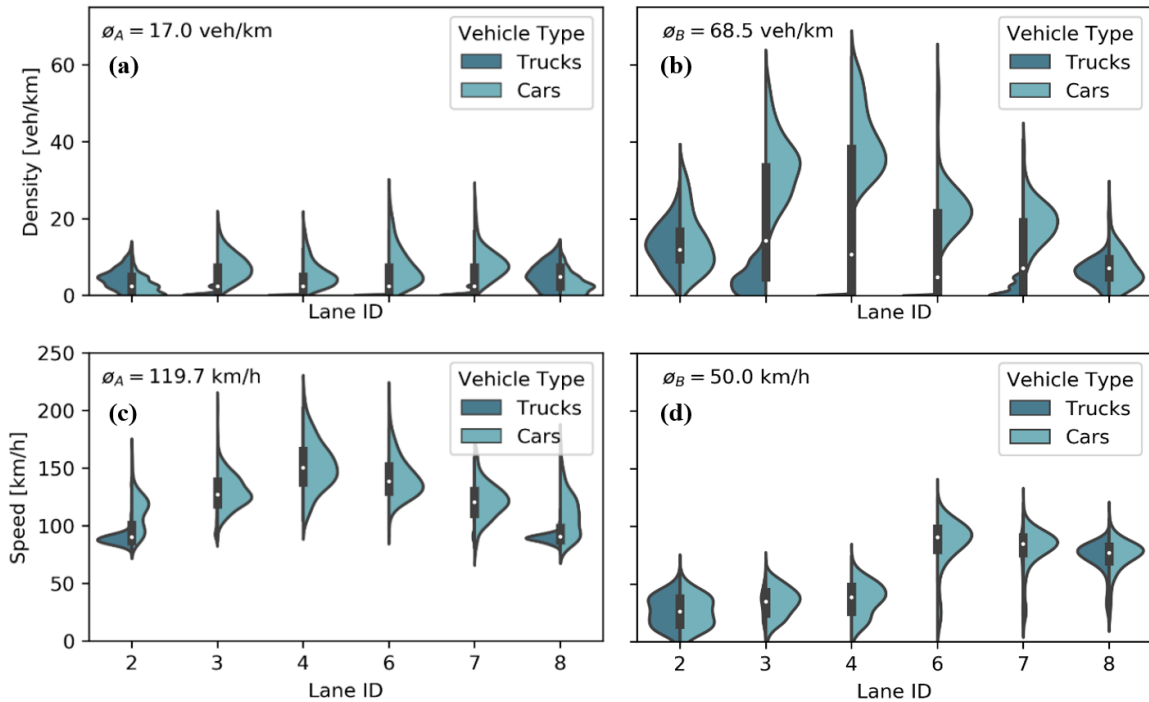 ø_A = 17.0 veh/km
(a)
Vehicle Type
Trucks
Cars
Density [veh/km]
60
40
20
0
Lane ID
ø_B = 68.5 veh/km
(b)
Vehicle Type
Trucks
Cars
Lane ID
ø_A = 119.7 km/h
(c)
Vehicle Type
Trucks
Cars
Speed [km/h]
250
200
150
100
50
0
2 3 4 6 7 8
Lane ID
ø_B = 50.0 km/h
(d)
Vehicle Type
Trucks
Cars
2 3 4 6 7 8
Lane ID